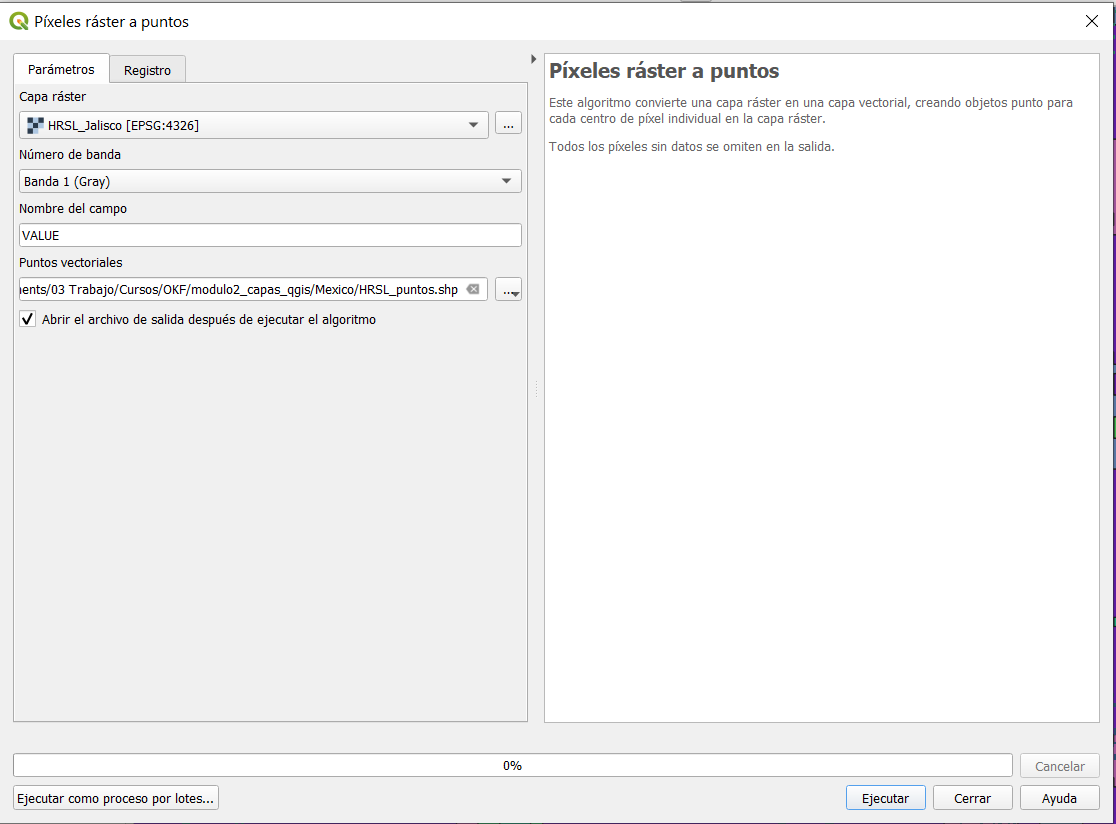 Píxeles ráster a puntos
Parámetros
Registro
Capa ráster
HRSL_Jalisco [EPSG:4326]
...
Número de banda
Banda 1 (Gray)
Nombre del campo
VALUE
Puntos vectoriales
ients/03 Trabajo/Cursos/OKF/modulo2_capas_qgis/Mexico/HRSL_puntos.shp
...
Abrir el archivo de salida después de ejecutar el algoritmo
Píxeles ráster a puntos
Este algoritmo convierte una capa ráster en una capa vectorial, creando objetos punto para
cada centro de píxel individual en la capa ráster.
Todos los píxeles sin datos se omiten en la salida.
0%
Cancelar
Ejecutar como proceso por lotes...
Ejecutar
Cerrar
Ayuda